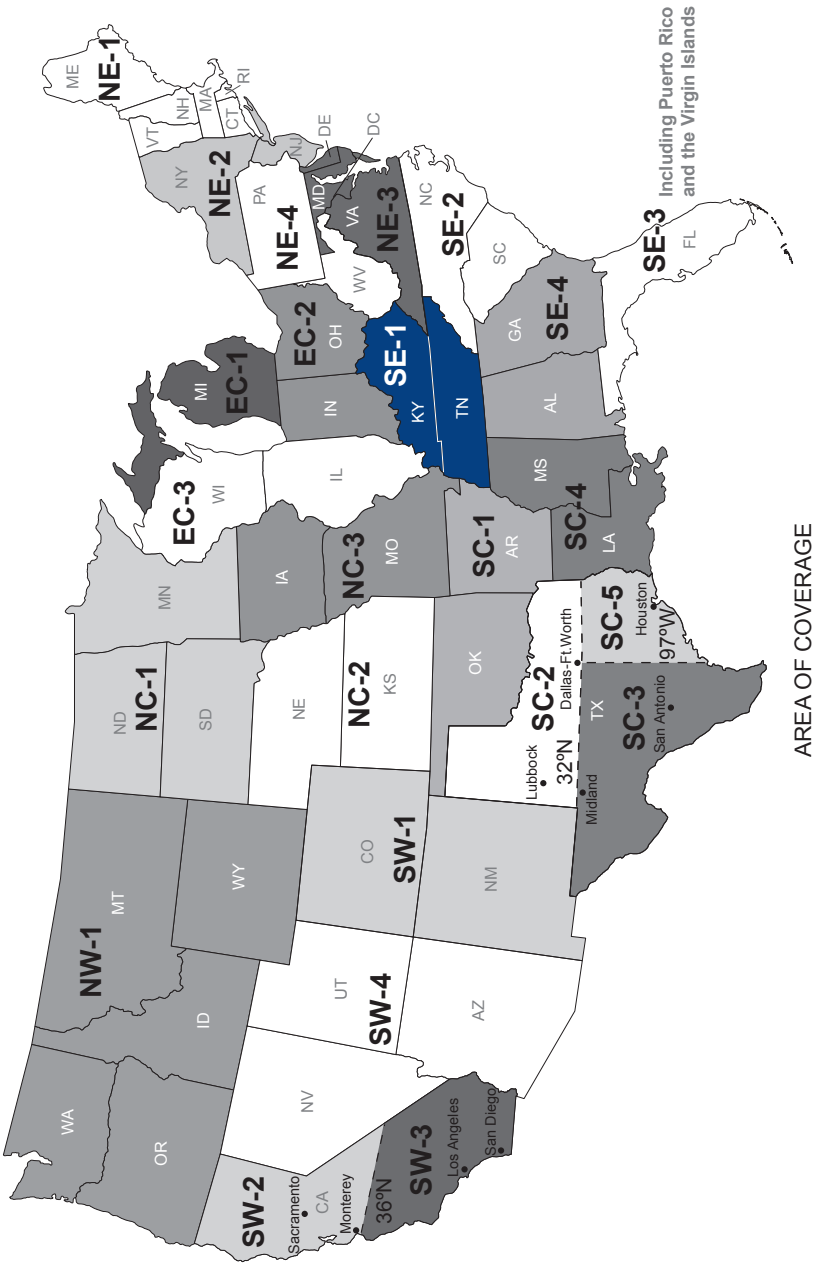 WA
OR
ID
NW-1
MT
WY
SW-2
Sacramento
CA
Monterey
36ºN
SW-3
Los Angeles
San Diego
NV
UT
SW-4
AZ
CO
SW-1
NM
ND
NC-1
SD
MN
NE
NC-2
KS
IA
NC-3
MO
OK
SC-1
AR
Lubbock
SC-2
Dallas-Ft.Worth
32ºN
Midland
TX
SC-3
San Antonio
SC-5
Houston
97ºW
SC-4
LA
MS
EC-3
WI
IL
MI
EC-1
IN
EC-2
OH
SE-1
KY
TN
AL
GA
SE-4
SE-3
FL
Including Puerto Rico
and the Virgin Islands
NC
SE-2
SC
WV
VA
NE-3
MD
DE
DC
PA
NE-4
NY
NE-2
NJ
VT
NH
MA
CT
RI
ME
NE-1
AREA OF COVERAGE